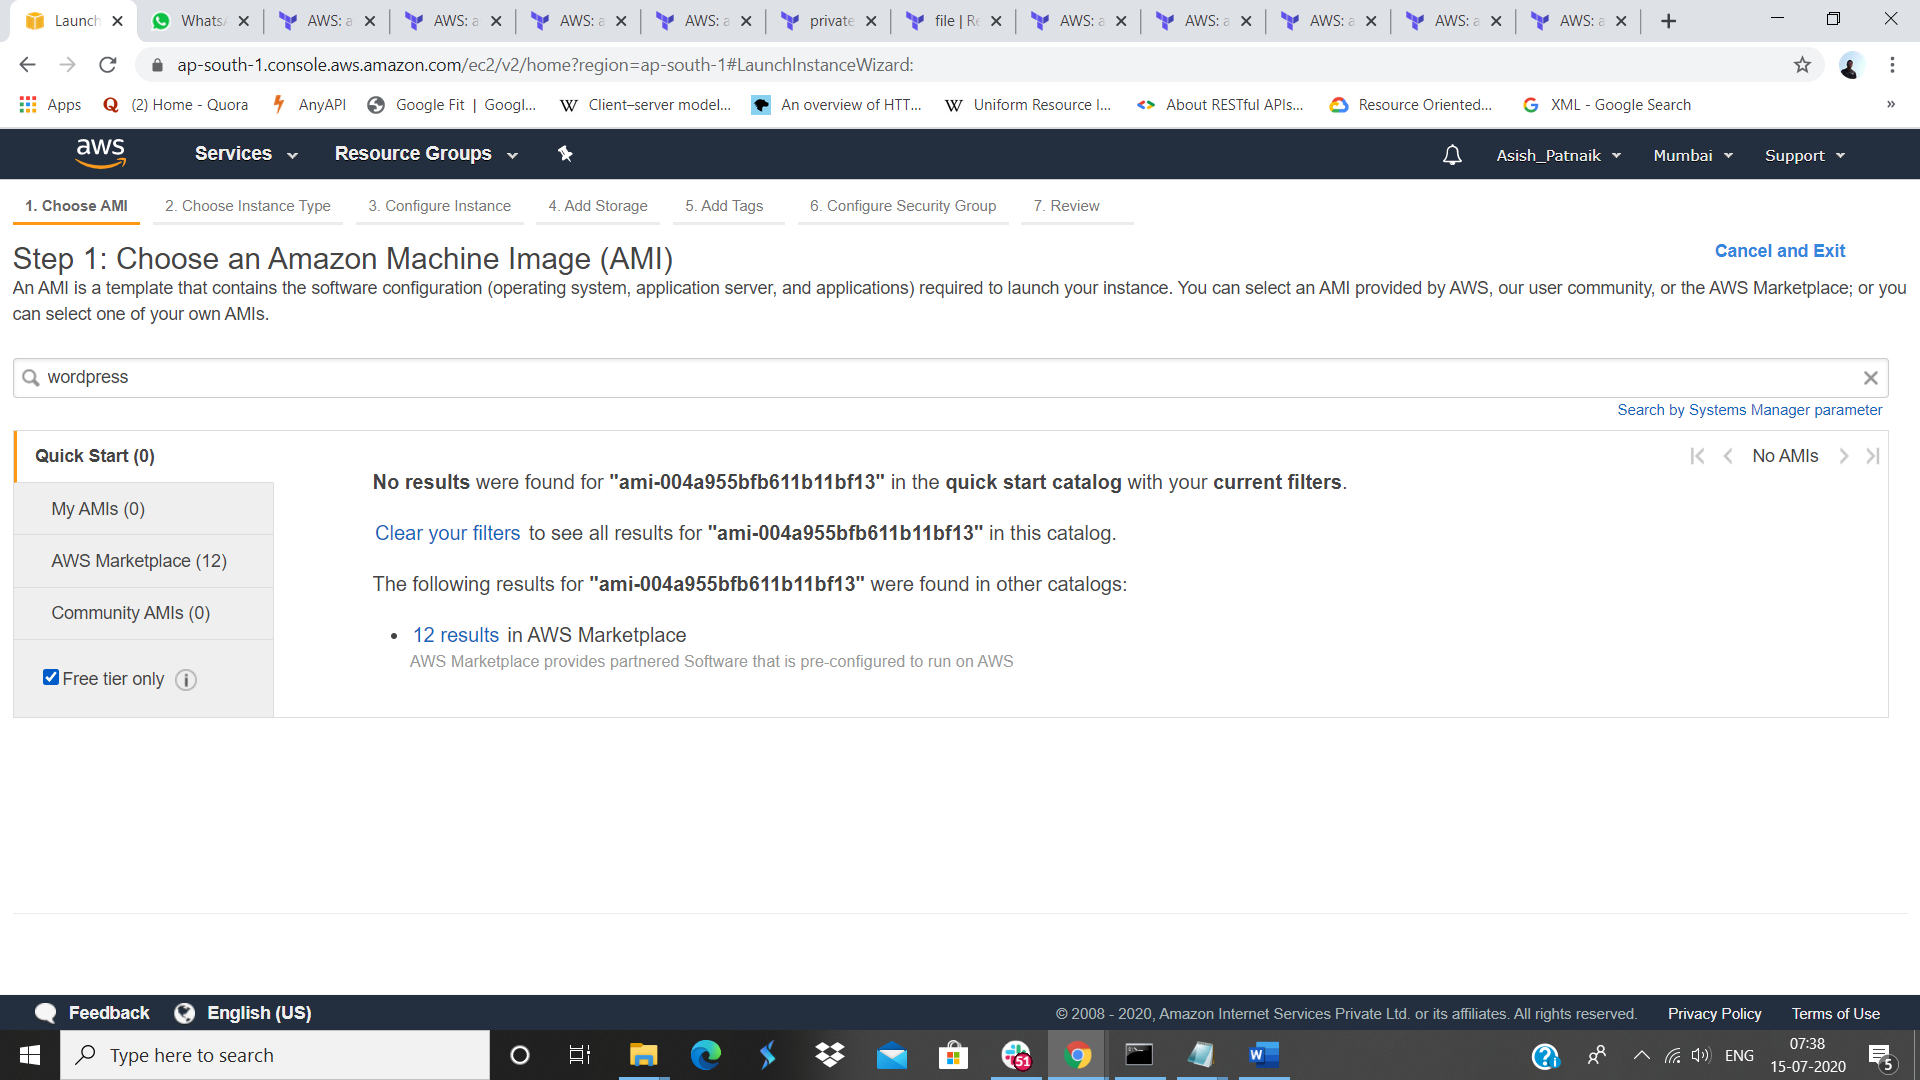 Launch
WhatsA
AWS: a
AWS: a
AWS: a
AWS: a
private
file | Re
AWS: a
AWS: a
AWS: a
AWS: a
AWS: a
ap-south-1.console.aws.amazon.com/ec2/v2/home?region=ap-south-1#LaunchInstanceWizard:
Apps
(2) Home - Quora
AnyAPI
Google Fit | Googl...
Client–server model...
An overview of HTT...
Uniform Resource I...
About RESTful APIs...
Resource Oriented...
XML - Google Search
»
aws
Services
Resource Groups
Asish_Patnaik
Mumbai
Support
1. Choose AMI
2. Choose Instance Type
3. Configure Instance
4. Add Storage
5. Add Tags
6. Configure Security Group
7. Review
Step 1: Choose an Amazon Machine Image (AMI)
Cancel and Exit
An AMI is a template that contains the software configuration (operating system, application server, and applications) required to launch your instance. You can select an AMI provided by AWS, our user community, or the AWS Marketplace; or you
can select one of your own AMIs.
wordpress
Search by Systems Manager parameter
Quick Start (0)
My AMIs (0)
AWS Marketplace (12)
Community AMIs (0)
Free tier only
No AMIs
No results were found for "ami-004a955bfb611b11bf13" in the quick start catalog with your current filters.
Clear your filters to see all results for "ami-004a955bfb611b11bf13" in this catalog.
The following results for "ami-004a955bfb611b11bf13" were found in other catalogs:
• 12 results in AWS Marketplace
AWS Marketplace provides partnered Software that is pre-configured to run on AWS
Feedback
English (US)
© 2008 - 2020, Amazon Internet Services Private Ltd. or its affiliates. All rights reserved.
Privacy Policy
Terms of Use
Type here to search
51
ENG
07:38
15-07-2020
5